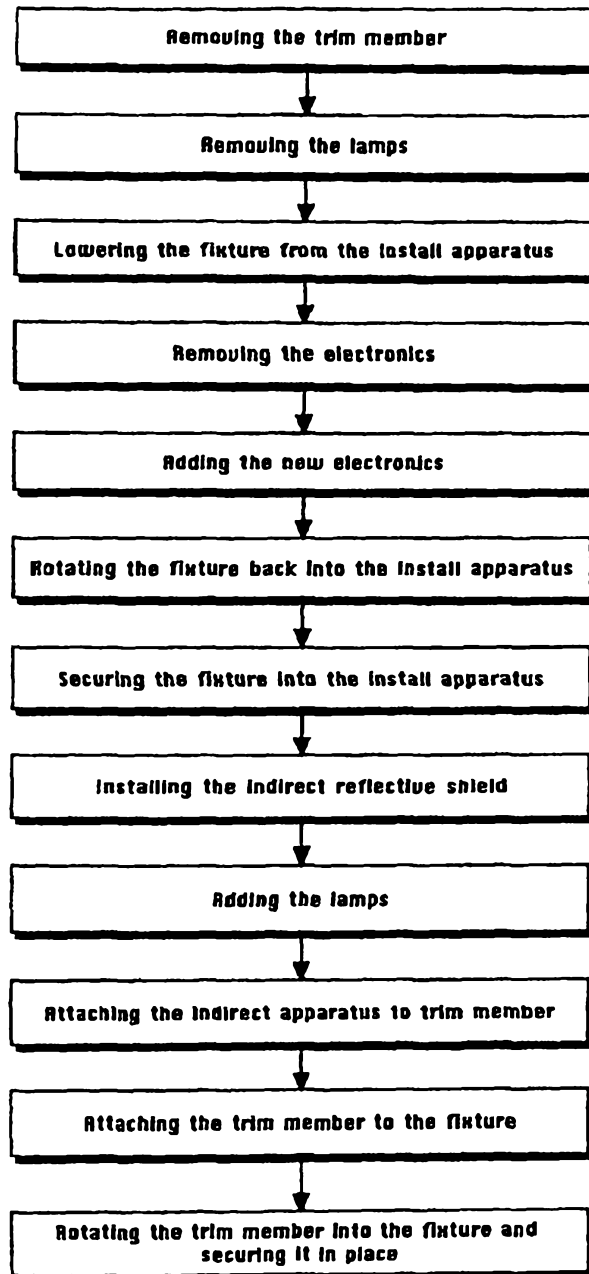 Removing the trim member
Removing the lamps
Lowering the fixture from the install apparatus
Removing the electronics
Adding the new electronics
Rotating the fixture back into the install apparatus
Securing the fixture into the install apparatus
Installing the indirect reflective shield
Adding the lamps
Attaching the indirect apparatus to trim member
Attaching the trim member to the fixture
Rotating the trim member into the fixture and
securing it in place